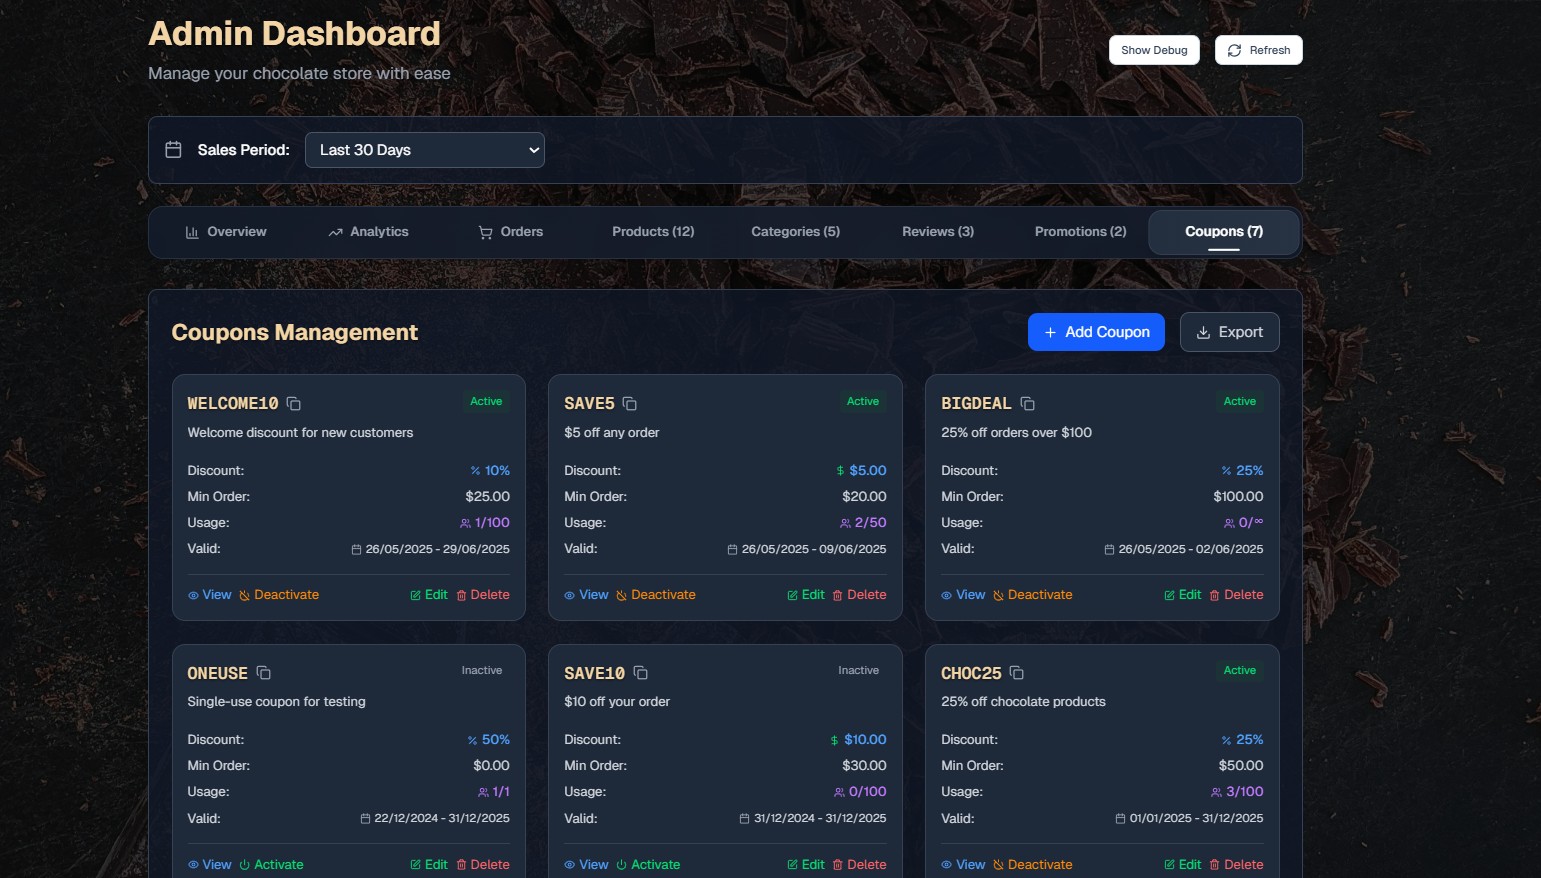 Admin Dashboard
Manage your chocolate store with ease
Show Debug
Refresh
Sales Period:
Last 30 Days
Overview
Analytics
Orders
Products (12)
Categories (5)
Reviews (3)
Promotions (2)
Coupons (7)
Coupons Management
+ Add Coupon
Export
WELCOME10
Active
Welcome discount for new customers
Discount: % 10%
Min Order: $25.00
Usage: 1/100
Valid: 26/05/2025 - 29/06/2025
View Deactivate Edit Delete
SAVE5
Active
$5 off any order
Discount: $ $5.00
Min Order: $20.00
Usage: 2/50
Valid: 26/05/2025 - 09/06/2025
View Deactivate Edit Delete
BIGDEAL
Active
25% off orders over $100
Discount: % 25%
Min Order: $100.00
Usage: 0/∞
Valid: 26/05/2025 - 02/06/2025
View Deactivate Edit Delete
ONEUSE
Inactive
Single-use coupon for testing
Discount: % 50%
Min Order: $0.00
Usage: 1/1
Valid: 22/12/2024 - 31/12/2025
View Activate Edit Delete
SAVE10
Inactive
$10 off your order
Discount: $ $10.00
Min Order: $30.00
Usage: 0/100
Valid: 31/12/2024 - 31/12/2025
View Activate Edit Delete
CHOC25
Active
25% off chocolate products
Discount: % 25%
Min Order: $50.00
Usage: 3/100
Valid: 01/01/2025 - 31/12/2025
View Deactivate Edit Delete